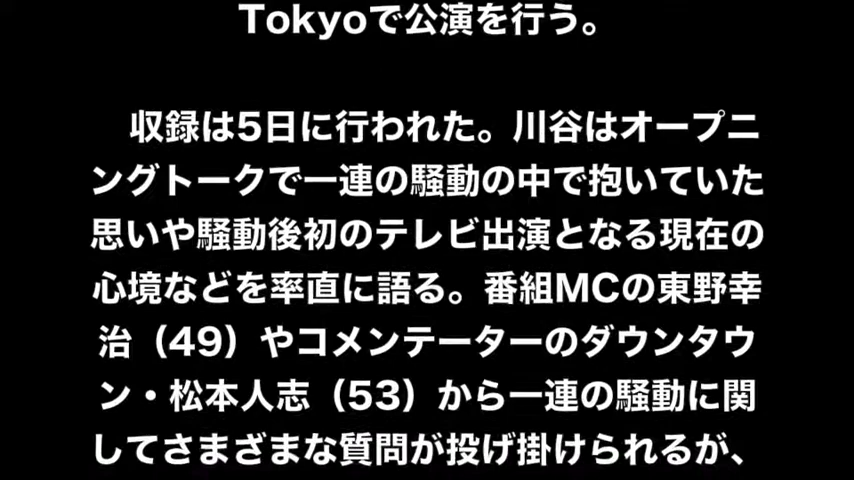 Tokyoで公演を行う。
収録は5日に行われた。川谷はオープニ
ングトークで一連の騒動の中で抱いていた
思いや騒動後初のテレビ出演となる現在の
心境などを率直に語る。番組MCの東野幸
治（49）やコメンテーターのダウンタウ
ン・松本人志（53）から一連の騒動に関
してさまざまな質問が投げ掛けられるが、